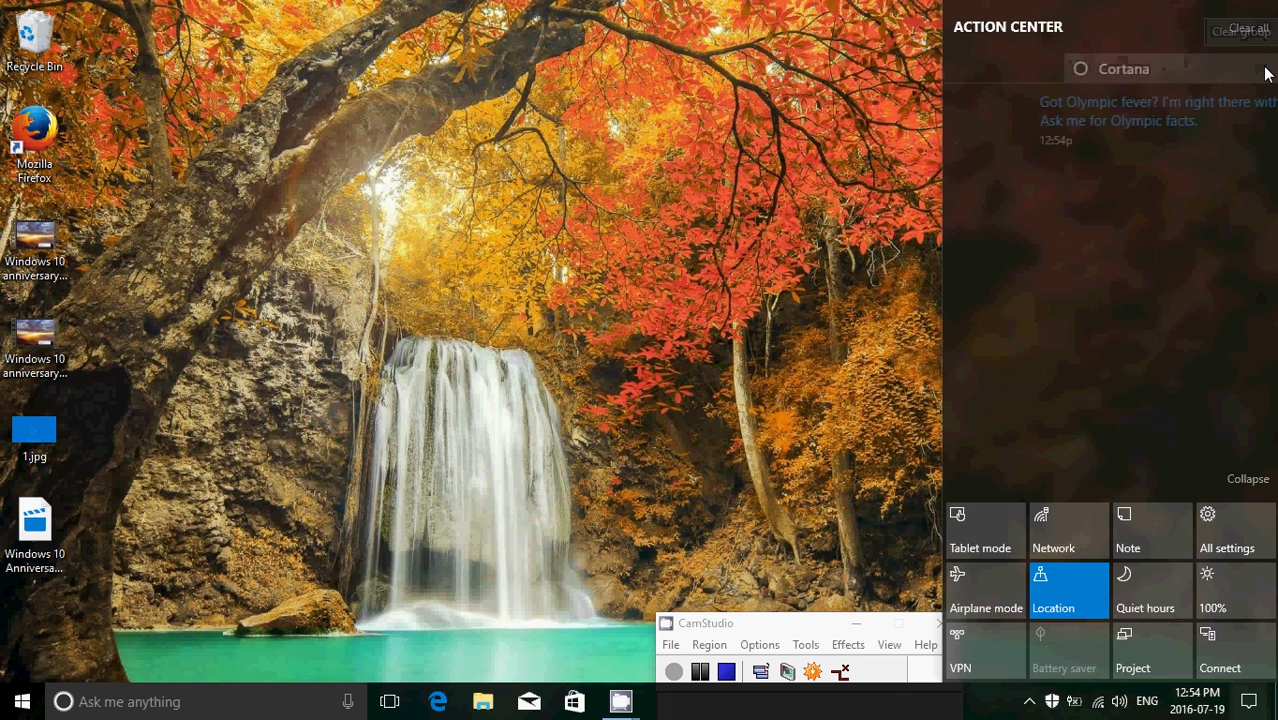 Recycle Bin
Mozilla
Firefox
Windows 10
anniversary...
Windows 10
anniversary...
1.jpg
Windows 10
Anniversa...
ACTION CENTER
Clear all
Clear group
Cortana
Got Olympic fever? I'm right there with
Ask me for Olympic facts.
12:54p
Collapse
Tablet mode
Network
Note
All settings
Airplane mode
Location
Quiet hours
100%
VPN
Battery saver
Project
Connect
CamStudio
File Region Options Tools Effects View Help
Ask me anything
ENG
12:54 PM
2016-07-19